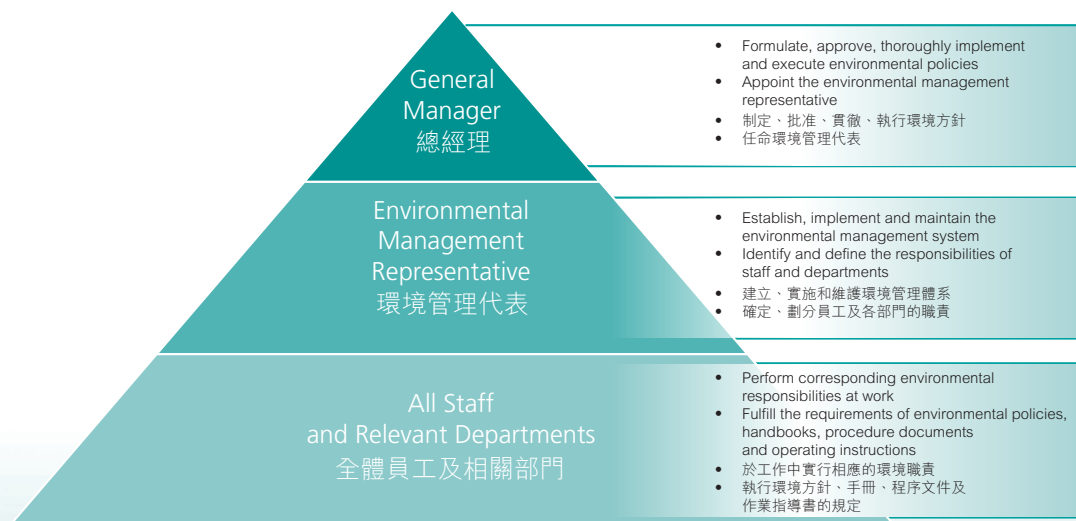 General
Manager
總經理
• Formulate, approve, thoroughly implement
and execute environmental policies
• Appoint the environmental management
representative
• 制定、批准、貫徹、執行環境方針
• 任命環境管理代表
Environmental
Management
Representative
環境管理代表
• Establish, implement and maintain the
environmental management system
• Identify and define the responsibilities of
staff and departments
• 建立、實施和維護環境管理體系
• 確定、劃分員工及各部門的職責
All Staff
and Relevant Departments
全體員工及相關部門
• Perform corresponding environmental
responsibilities at work
• Fulfill the requirements of environmental policies,
handbooks, procedure documents
and operating instructions
• 於工作中實行相應的環境職責
• 執行環境方針、手冊、程序文件及
作業指導書的規定